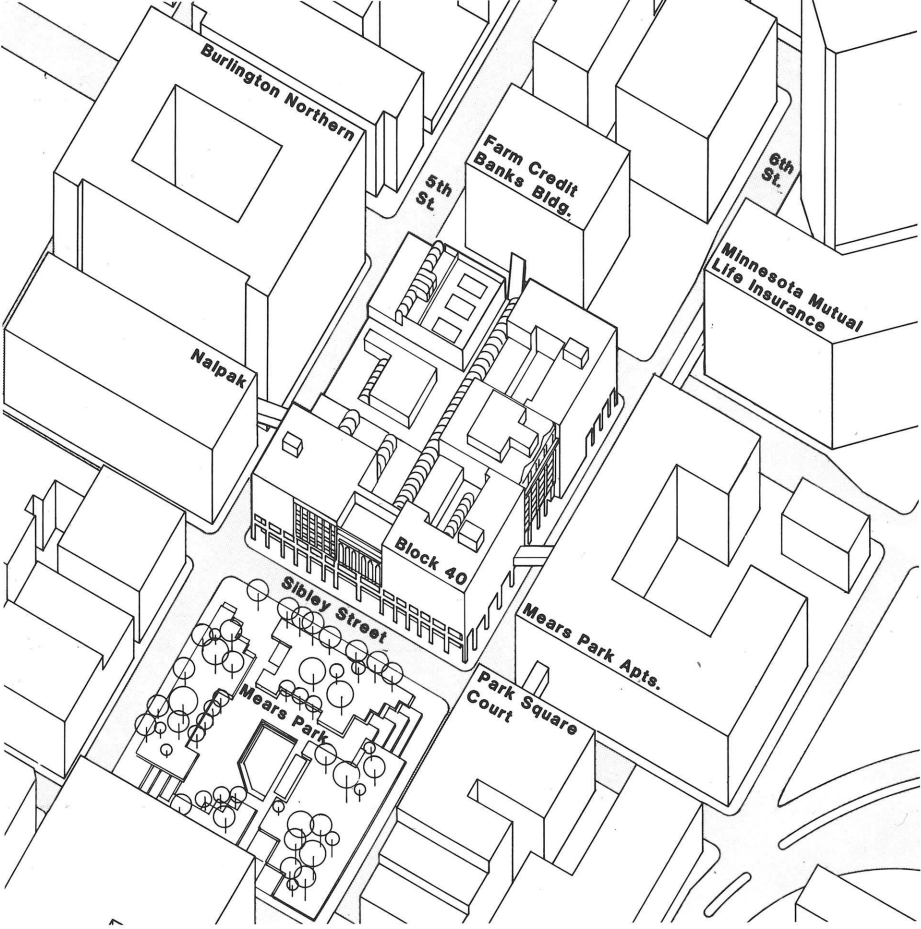 Burlington Northern
Farm Credit
Banks Bldg.
5th
St.
6th
St.
Minnesota Mutual
Life Insurance
Nalpak
Block 40
Sibley Street
Mears Park Apts.
Mears Park
Park Square
Court